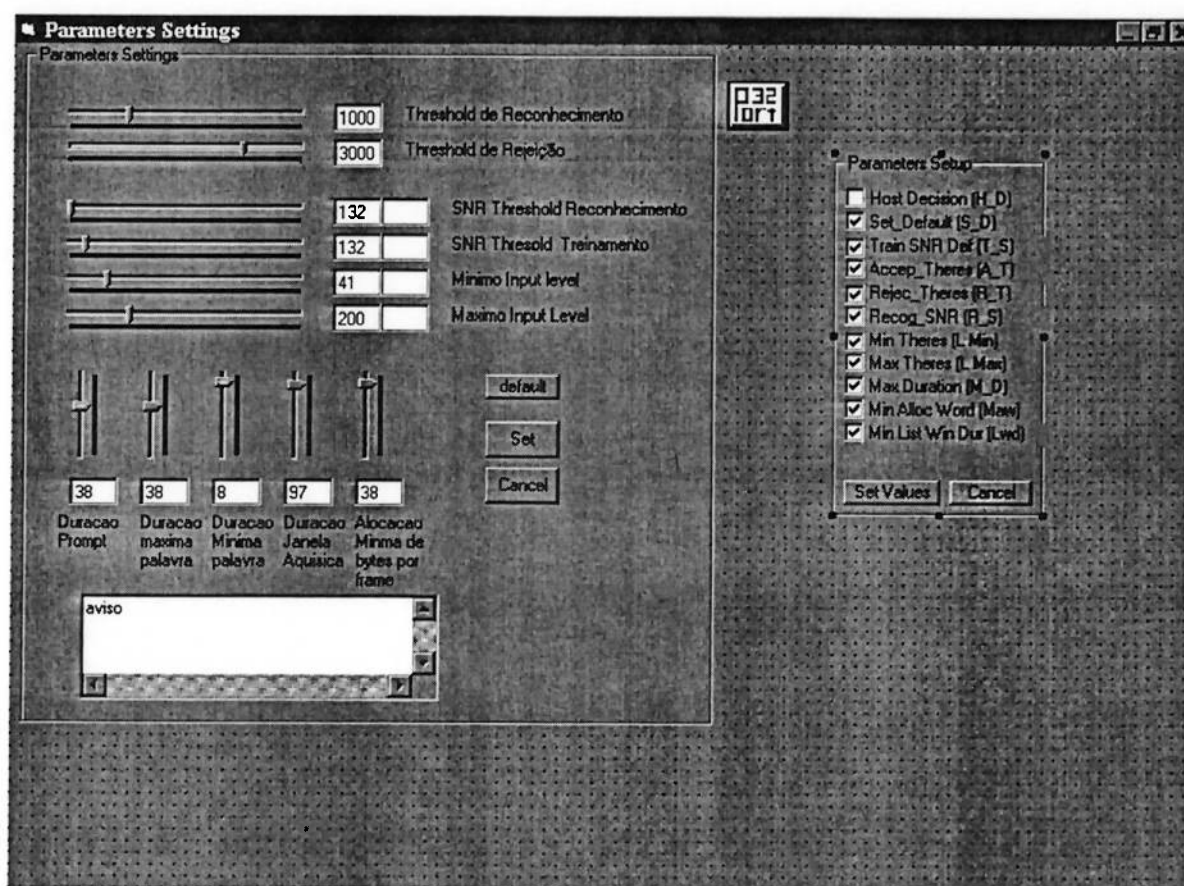 Parameters Settings
Parameters Settings
1000 Threshold de Reconhecimento
3000 Threshold de Rejeição
132 SNR Threshold Reconhecimento
132 SNR Thresold Treinamento
41 Minimo Input level
200 Maximo Input Level
default
Set
Cancel
38 38 8 97 38
Duracao Prompt
Duracao maxima palavra
Duracao Minima palavra
Duracao Janela Aquisica
Alocacao Minma de bytes por frame
aviso
Parameters Setup
Host Decision (H_D)
Set_Default (S_D)
Train SNR Def (T_S)
Accep_Theres (A_T)
Rejec_Theres (R_T)
Recog_SNR (R_S)
Min Theres (L Min)
Max Theres (L Max)
Max Duration (M_D)
Min Alloc Word (Maw)
Min List Win Dur (Lwd)
Set Values Cancel